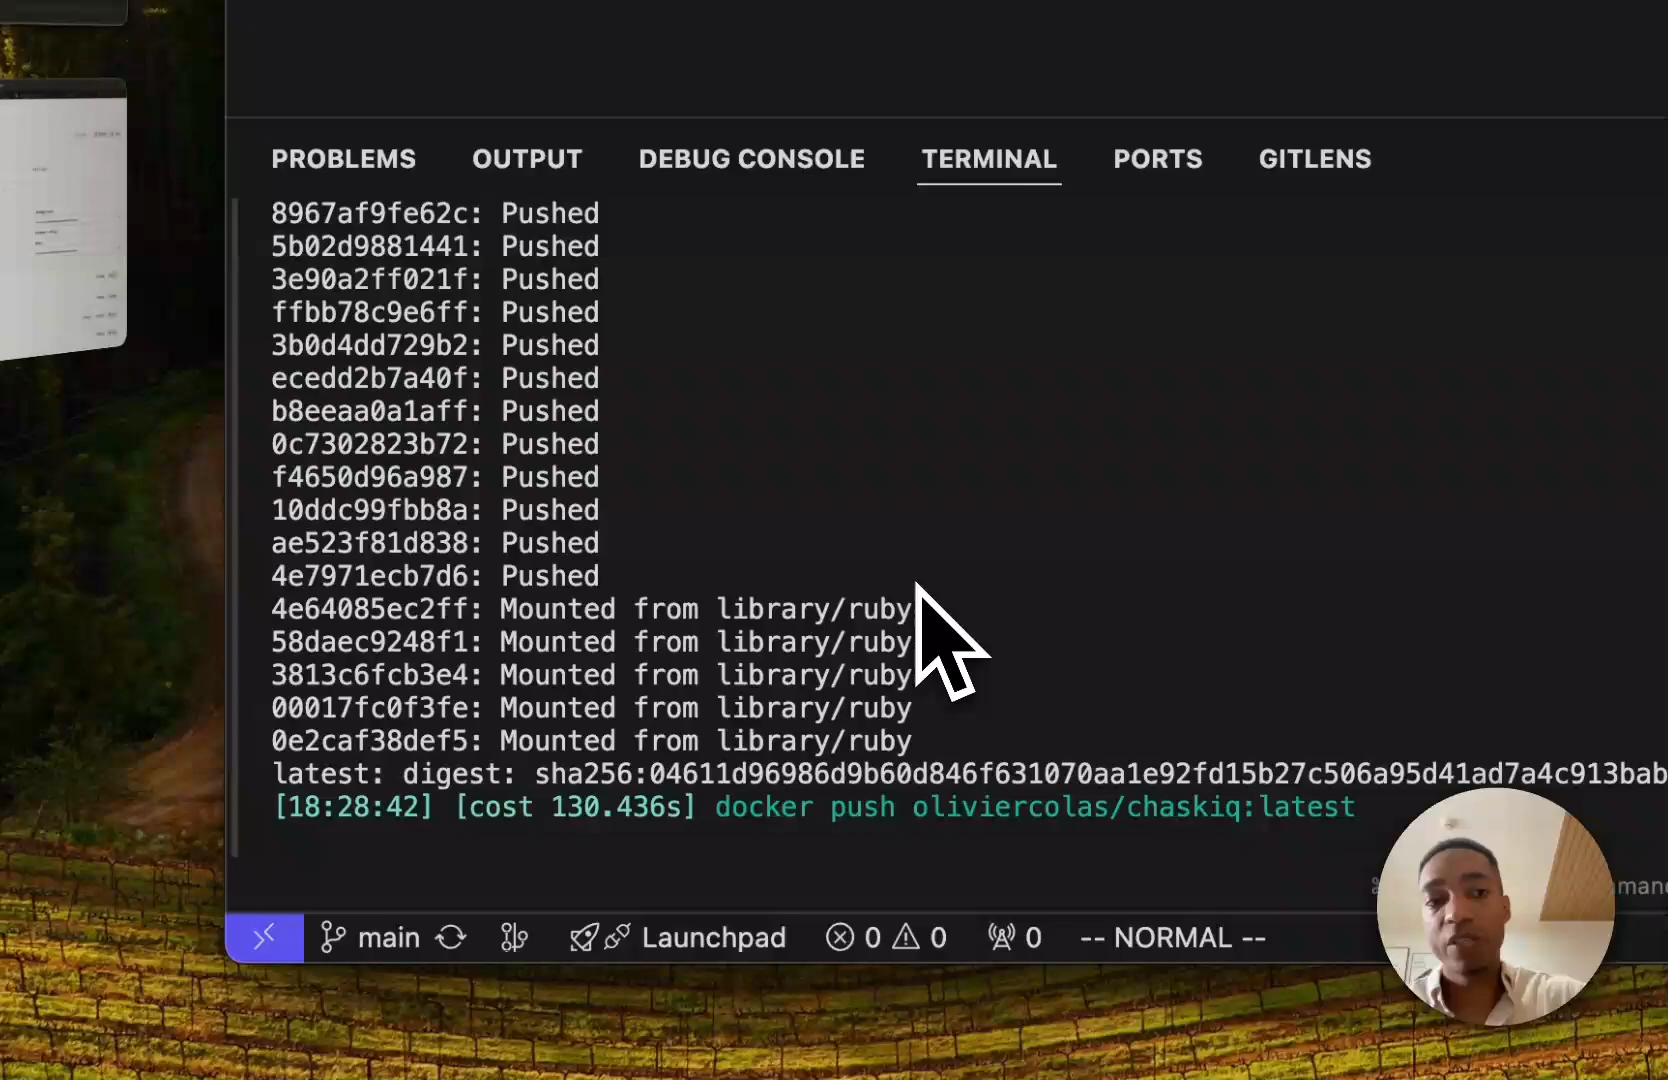 PROBLEMS OUTPUT DEBUG CONSOLE TERMINAL PORTS GITLENS
8967af9fe62c: Pushed
5b02d9881441: Pushed
3e90a2ff021f: Pushed
ffbb78c9e6ff: Pushed
3b0d4dd729b2: Pushed
ecedd2b7a40f: Pushed
b8eeaa0a1aff: Pushed
0c7302823b72: Pushed
f4650d96a987: Pushed
10ddc99fbb8a: Pushed
ae523f81d838: Pushed
4e7971ecb7d6: Pushed
4e64085ec2ff: Mounted from library/ruby
58daec9248f1: Mounted from library/ruby
3813c6fcb3e4: Mounted from library/ruby
00017fc0f3fe: Mounted from library/ruby
0e2caf38def5: Mounted from library/ruby
latest: digest: sha256:04611d96986d9b60d846f631070aa1e92fd15b27c506a95d41ad7a4c913bab
[18:28:42] [cost 130.436s] docker push oliviercolas/chaskiq:latest
main Launchpad 0 0 0 -- NORMAL --